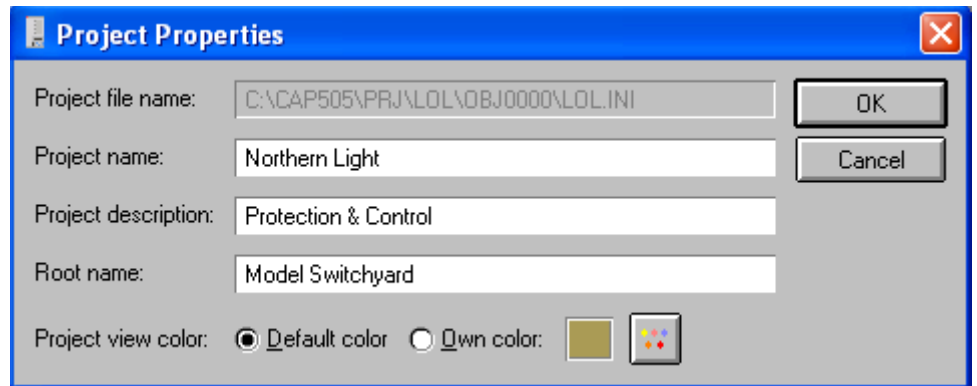 Project Properties
Project file name: C:\CAP505\PRJ\LOL\OBJ0000\LOL.INI OK
Project name: Northern Light Cancel
Project description: Protection & Control
Root name: Model Switchyard
Project view color: Default color Own color: